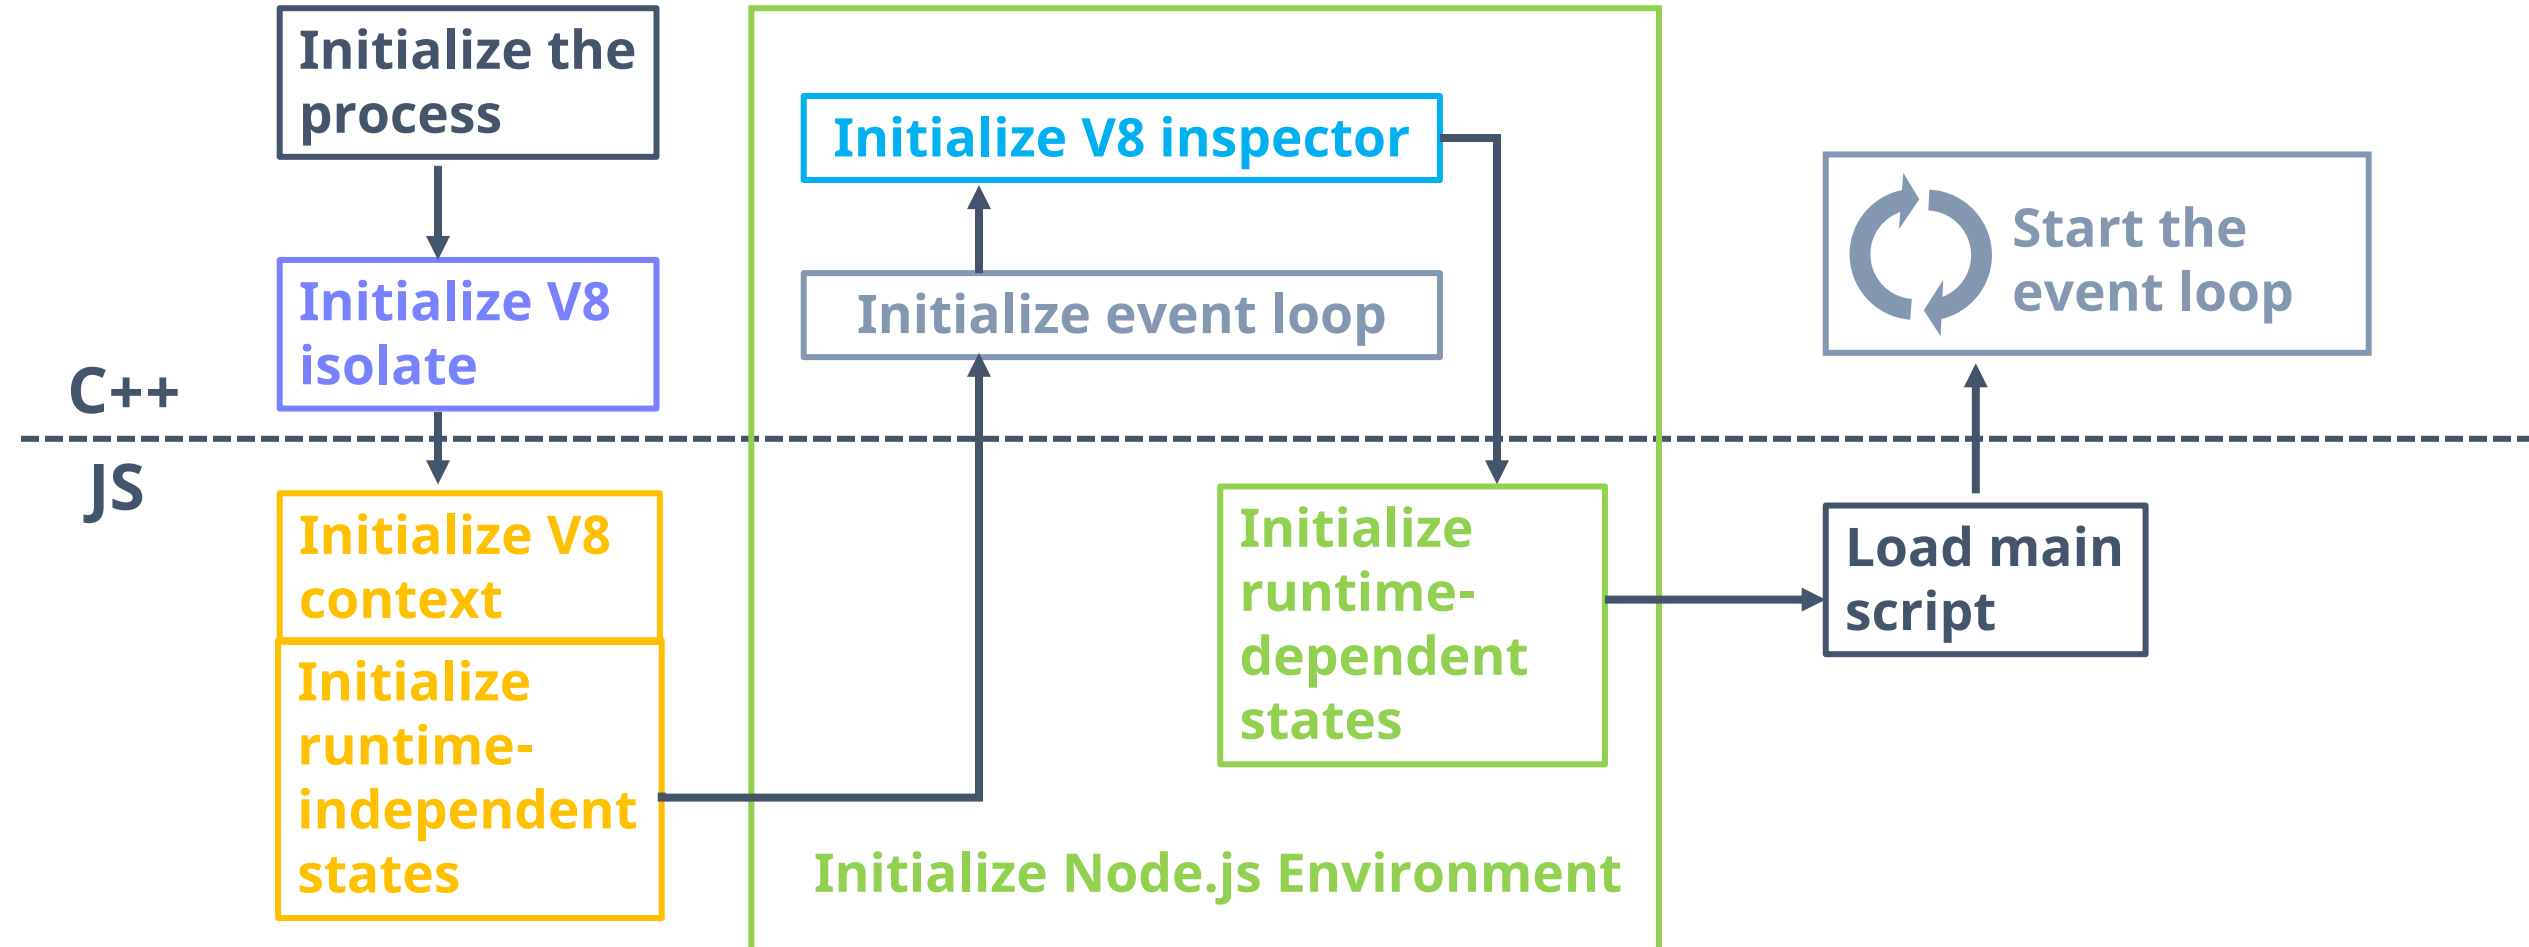 Initialize the
process
Initialize V8
isolate
C++
JS
Initialize V8
context
Initialize
runtime-
independent
states
Initialize V8 inspector
Initialize event loop
Initialize
runtime-
dependent
states
Initialize Node.js Environment
Start the
event loop
Load main
script